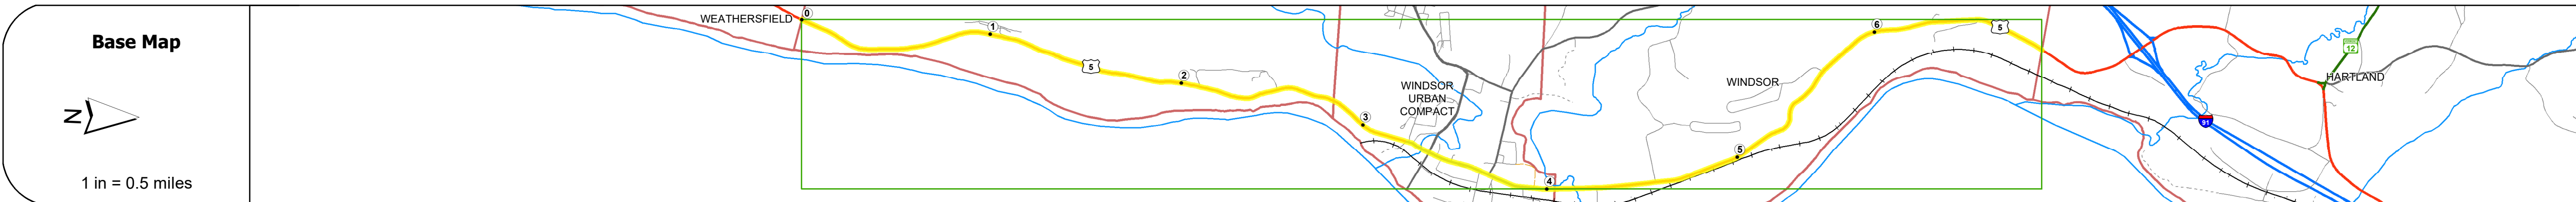 Base Map
N
1 in = 0.5 miles
WEATHERSFIELD
0
1
5
2
3
WINDSOR
URBAN
COMPACT
4
5
WINDSOR
6
5
91
12
HARTLAND